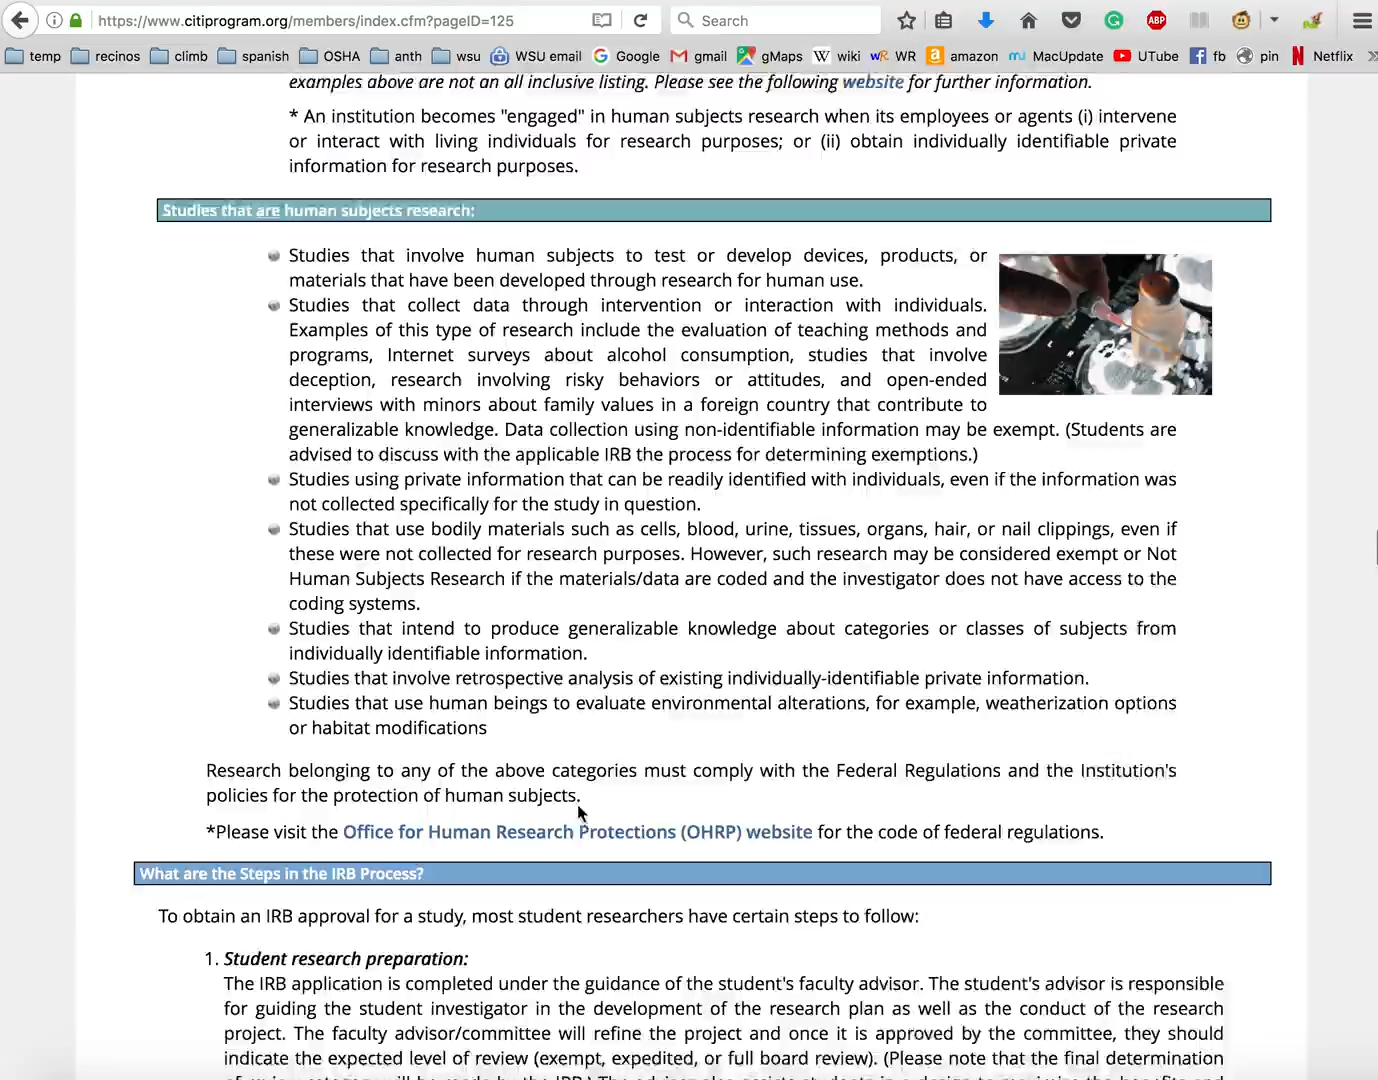 https://www.citiprogram.org/members/index.cfm?pageID=125
Search
ABP
temp recinos climb spanish OSHA anth wsu WSU email Google gmail gMaps wiki WR amazon MacUpdate UTube fb pin Netflix
examples above are not an all inclusive listing. Please see the following website for further information.
* An institution becomes "engaged" in human subjects research when its employees or agents (i) intervene
or interact with living individuals for research purposes; or (ii) obtain individually identifiable private
information for research purposes.
Studies that are human subjects research:
Studies that involve human subjects to test or develop devices, products, or
materials that have been developed through research for human use.
Studies that collect data through intervention or interaction with individuals.
Examples of this type of research include the evaluation of teaching methods and
programs, Internet surveys about alcohol consumption, studies that involve
deception, research involving risky behaviors or attitudes, and open-ended
interviews with minors about family values in a foreign country that contribute to
generalizable knowledge. Data collection using non-identifiable information may be exempt. (Students are
advised to discuss with the applicable IRB the process for determining exemptions.)
Studies using private information that can be readily identified with individuals, even if the information was
not collected specifically for the study in question.
Studies that use bodily materials such as cells, blood, urine, tissues, organs, hair, or nail clippings, even if
these were not collected for research purposes. However, such research may be considered exempt or Not
Human Subjects Research if the materials/data are coded and the investigator does not have access to the
coding systems.
Studies that intend to produce generalizable knowledge about categories or classes of subjects from
individually identifiable information.
Studies that involve retrospective analysis of existing individually-identifiable private information.
Studies that use human beings to evaluate environmental alterations, for example, weatherization options
or habitat modifications
Research belonging to any of the above categories must comply with the Federal Regulations and the Institution's
policies for the protection of human subjects.
*Please visit the Office for Human Research Protections (OHRP) website for the code of federal regulations.
What are the Steps in the IRB Process?
To obtain an IRB approval for a study, most student researchers have certain steps to follow:
1. Student research preparation:
The IRB application is completed under the guidance of the student's faculty advisor. The student's advisor is responsible
for guiding the student investigator in the development of the research plan as well as the conduct of the research
project. The faculty advisor/committee will refine the project and once it is approved by the committee, they should
indicate the expected level of review (exempt, expedited, or full board review). (Please note that the final determination